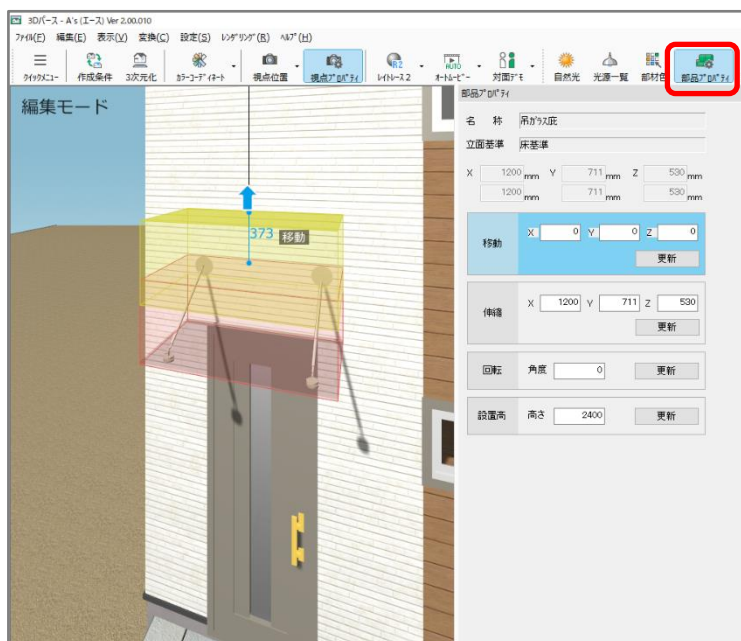 3Dパース - A's (エース) Ver 2.00.010
ファイル(F) 編集(E) 表示(V) 変換(C) 設定(S) レンダリング(R) ヘルプ(H)
クイックメニュー 作成条件 3次元化 カラーコーディネート 視点位置 視点プロパティ レイトレース2 オートムービー 対面デモ 自然光 光源一覧 部材色 部品プロパティ
AUTO
R2
編集モード
373 移動
部品プロパティ
名 称 吊ガラス庇
立面基準 床基準
X 1200 mm Y 711 mm Z 530 mm
1200 mm 711 mm 530 mm
移動 X 0 Y 0 Z 0
更新
伸縮 X 1200 Y 711 Z 530
更新
回転 角度 0 更新
設置高 高さ 2400 更新